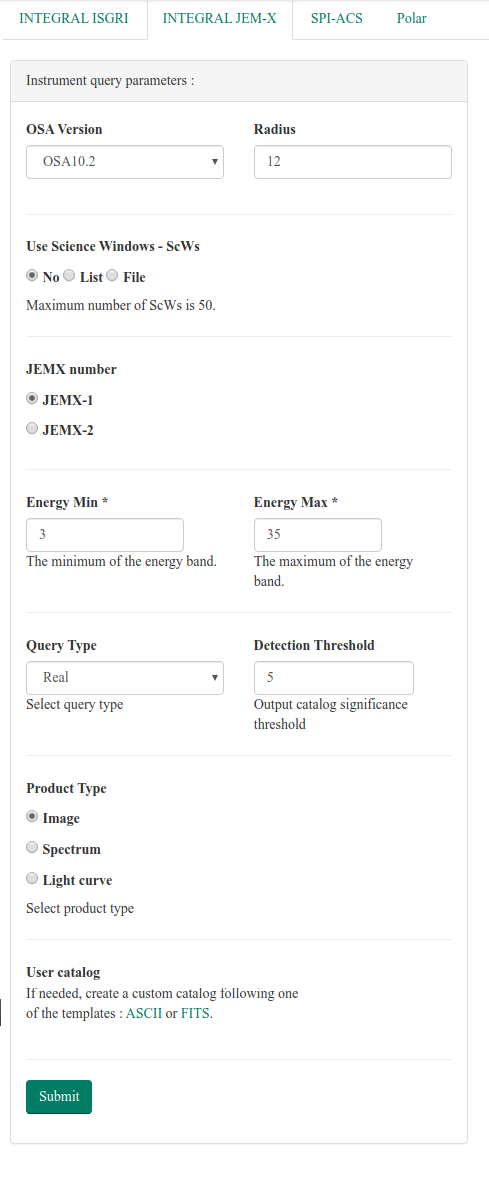 INTEGRAL ISGRI INTEGRAL JEM-X SPI-ACS Polar
Instrument query parameters :
OSA Version Radius
OSA10.2 12
Use Science Windows - ScWs
No List File
Maximum number of ScWs is 50.
JEMX number
JEMX-1
JEMX-2
Energy Min * Energy Max *
3 35
The minimum of the energy band. The maximum of the energy
band.
Query Type Detection Threshold
Real 5
Select query type Output catalog significance
threshold
Product Type
Image
Spectrum
Light curve
Select product type
User catalog
If needed, create a custom catalog following one
of the templates : ASCII or FITS.
Submit